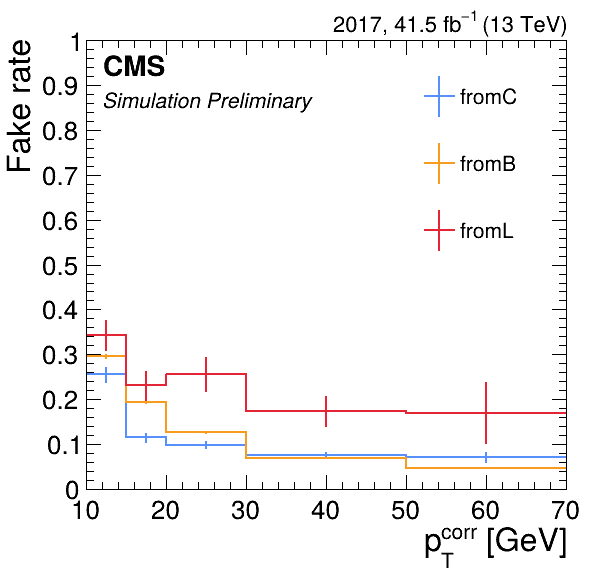 2017, 41.5 fb⁻¹ (13 TeV)
CMS
Simulation Preliminary
fromC
fromB
fromL
Fake rate
1
0.9
0.8
0.7
0.6
0.5
0.4
0.3
0.2
0.1
0
10 20 30 40 50 60 70
p_T^corr [GeV]